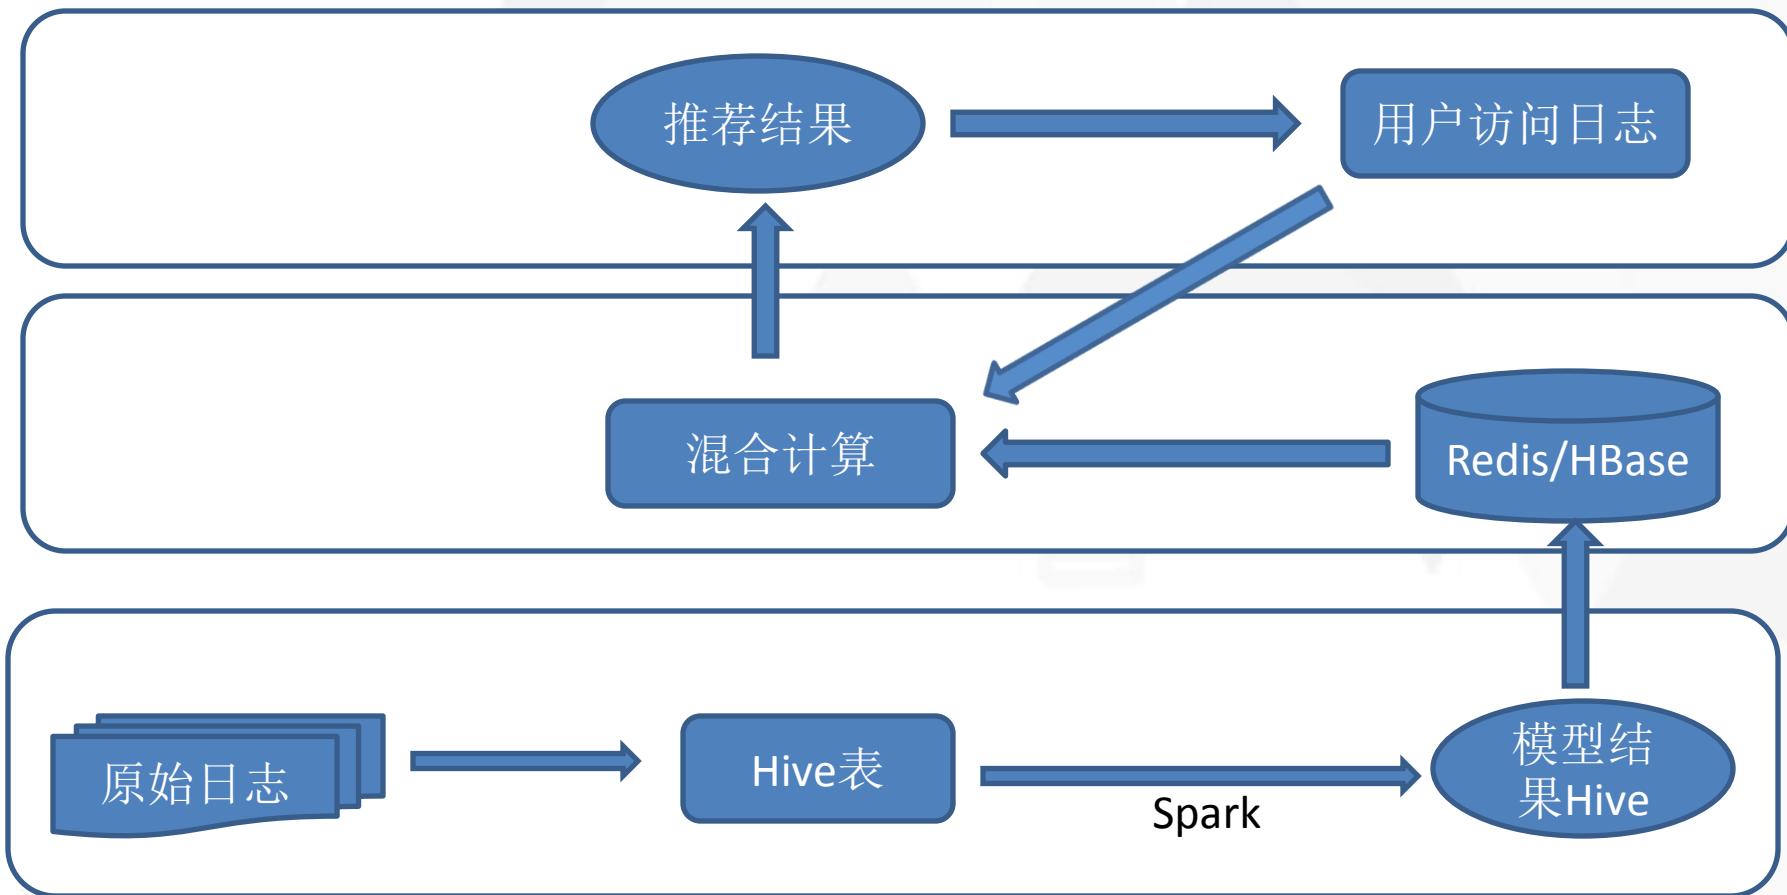 推荐结果
用户访问日志
混合计算
Redis/HBase
原始日志
Hive表
Spark
模型结
果Hive